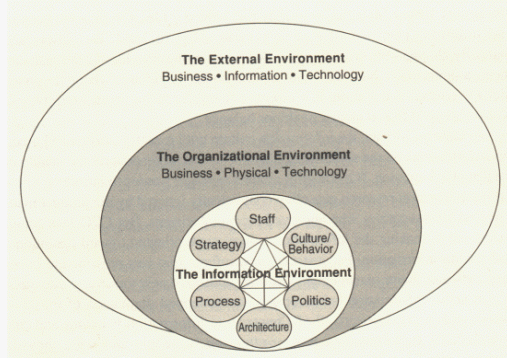 The External Environment
Business • Information • Technology
The Organizational Environment
Business • Physical • Technology
Staff
Strategy
Culture/
Behavior
The Information Environment
Process
Politics
Architecture